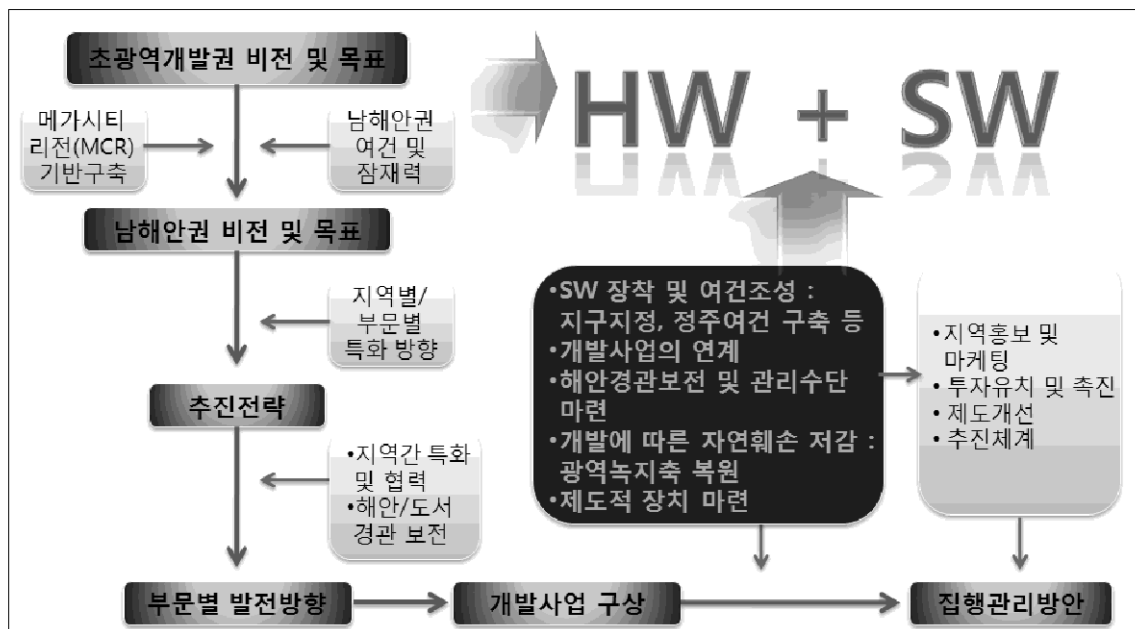 초광역개발권 비전 및 목표
HW + SW
메가시티
리전(MCR)
기반구축
남해안권
여건 및
잠재력
남해안권 비전 및 목표
지역별/
부문별
특화 방향
추진전략
•지역간 특화
및 협력
•해안/도서
경관 보전
•SW 장착 및 여건조성 :
지구지정, 정주여건 구축 등
•개발사업의 연계
•해안경관보전 및 관리수단
마련
•개발에 따른 자연훼손 저감 :
광역녹지축 복원
•제도적 장치 마련
•지역홍보 및
마케팅
•투자유치 및 촉진
•제도개선
•추진체계
부문별 발전방향
개발사업 구상
집행관리방안